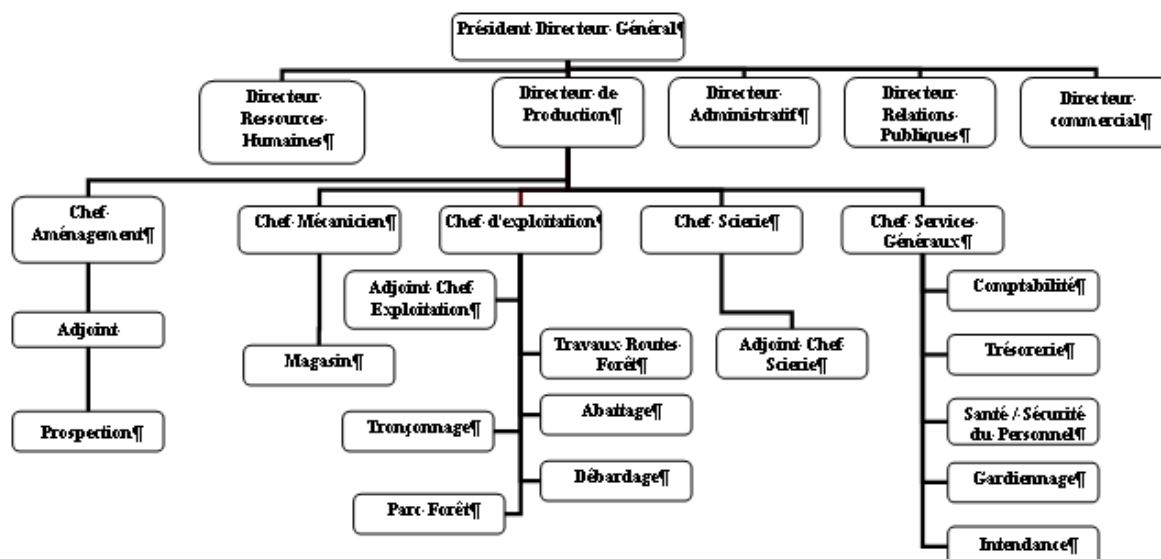 Président Directeur Général¶
Directeur
Ressources
Humaines¶
Directeur de
Production¶
Directeur
Administratif¶
Directeur
Relations
Publiques¶
Directeur
commercial¶
Chef
Aménagement¶
Chef Mécanicien¶
Chef d'exploitation¶
Chef Scierie¶
Chef Services
Généraux¶
Adjoint Chef
Exploitation¶
Comptabilité¶
Adjoint
Magasin¶
Travaux Routes
Forêt¶
Adjoint Chef
Scierie¶
Trésorerie¶
Prospection¶
Tronçonnage¶
Abattage¶
Santé / Sécurité
du Personnel¶
Débardage¶
Gardiennage¶
Parc Forêt¶
Intendance¶